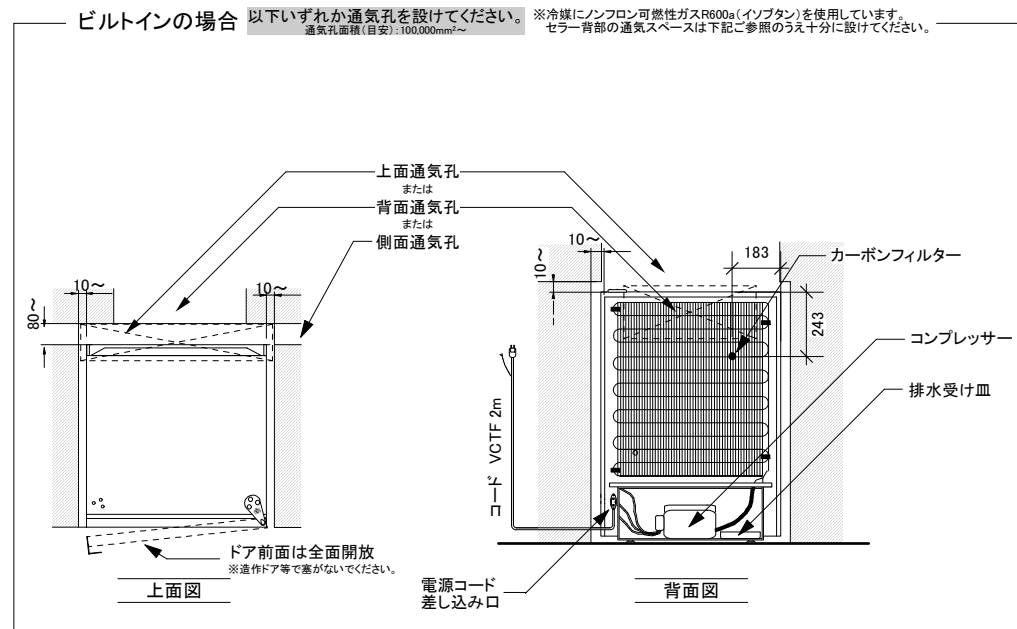 ビルトインの場合
以下いずれか通気孔を設けてください。
通気孔面積(目安):100,000mm²～
※冷媒にノンフロン可燃性ガスR600a(イソブタン)を使用しています。
セラー背部の通気スペースは下記ご参照のうえ十分に設けてください。
上面通気孔
または
背面通気孔
または
側面通気孔
10～
10～
80～
ドア前面は全面開放
※造作ドア等で塞がないでください。
上面図
10～
10～
183
カーボンフィルター
243
コンプレッサー
排水受け皿
コード VCTF 2m
電源コード
差し込み口
背面図